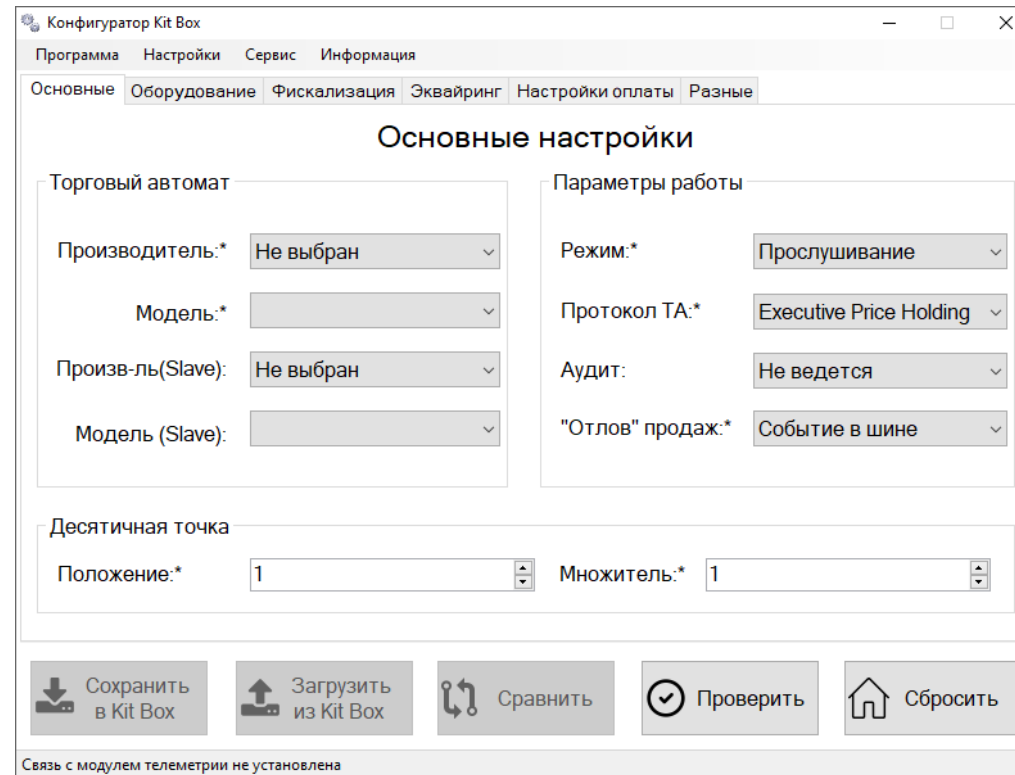 Конфигуратор Kit Box
Программа Настройки Сервис Информация
Основные Оборудование Фискализация Эквайринг Настройки оплаты Разные
Основные настройки
Торговый автомат
Производитель:* Не выбран
Модель:*
Произв-ль(Slave): Не выбран
Модель (Slave):
Параметры работы
Режим:* Прослушивание
Протокол ТА:* Executive Price Holding
Аудит: Не ведется
"Отлов" продаж:* Событие в шине
Десятичная точка
Положение:* 1 Множитель:* 1
Сохранить
в Kit Box
Загрузить
из Kit Box
Сравнить
Проверить
Сбросить
Связь с модулем телеметрии не установлена